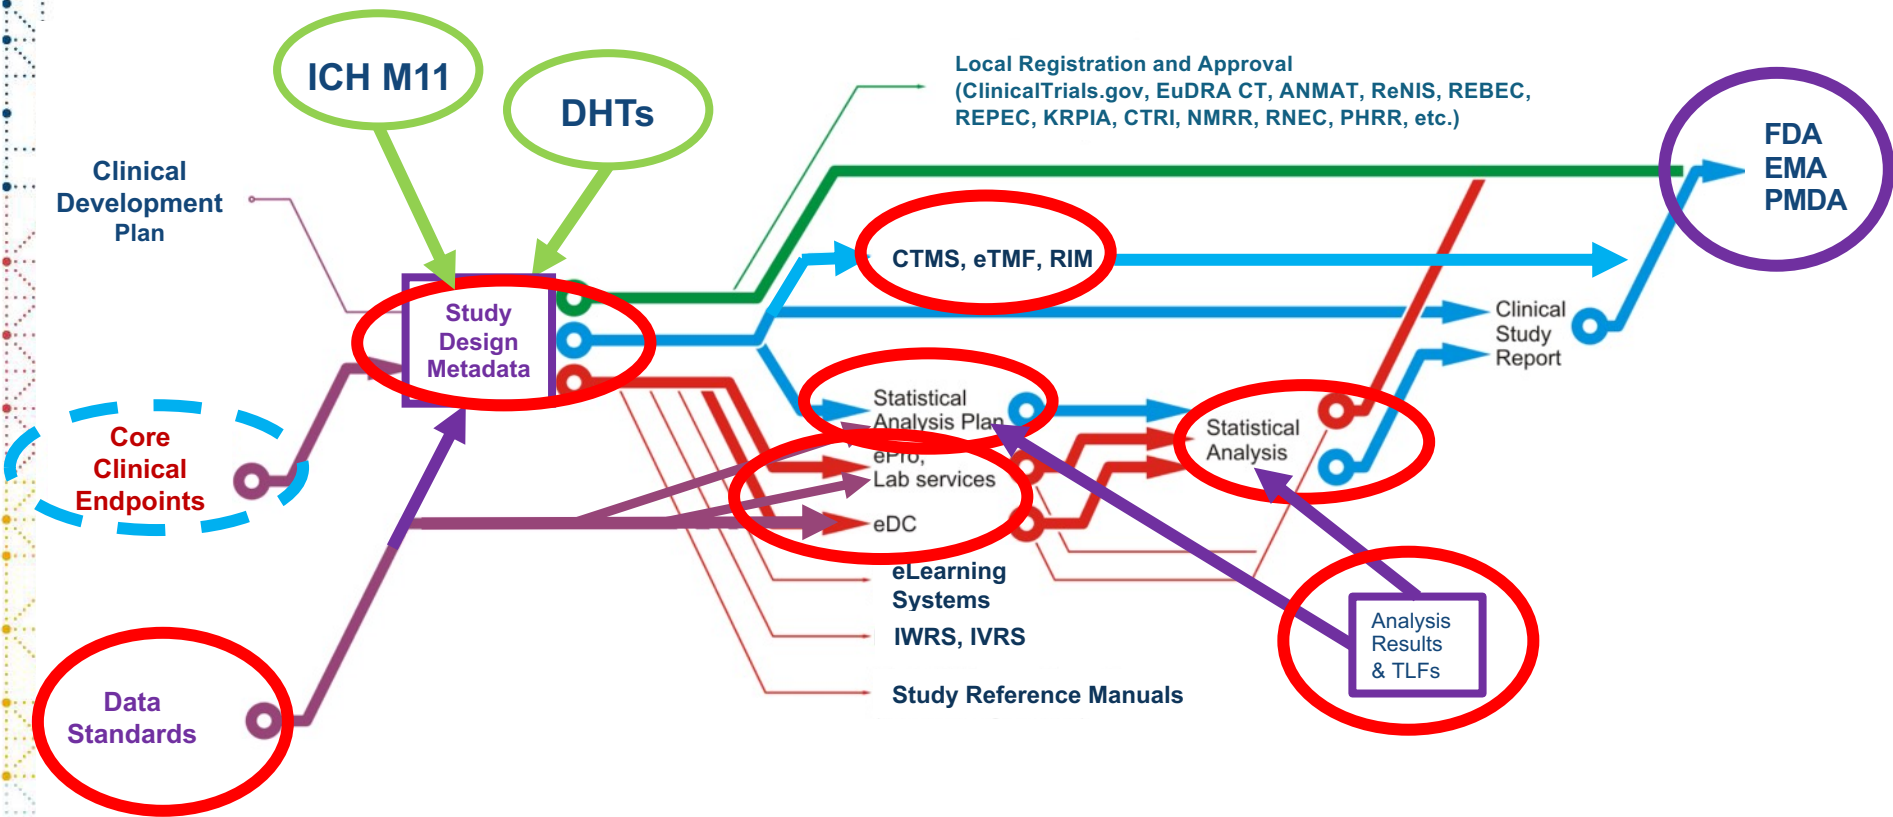 ICH M11
DHTs
Local Registration and Approval
(ClinicalTrials.gov, EuDRA CT, ANMAT, ReNIS, REBEC,
REPEC, KRPIA, CTRI, NMRR, RNEC, PHRR, etc.)
FDA
EMA
PMDA
Clinical
Development
Plan
CTMS, eTMF, RIM
Study
Design
Metadata
Clinical
Study
Report
Statistical
Analysis Plan
Statistical
Analysis
Core
Clinical
Endpoints
ePro,
Lab services
eDC
eLearning
Systems
IWRS, IVRS
Study Reference Manuals
Analysis
Results
& TLFs
Data
Standards